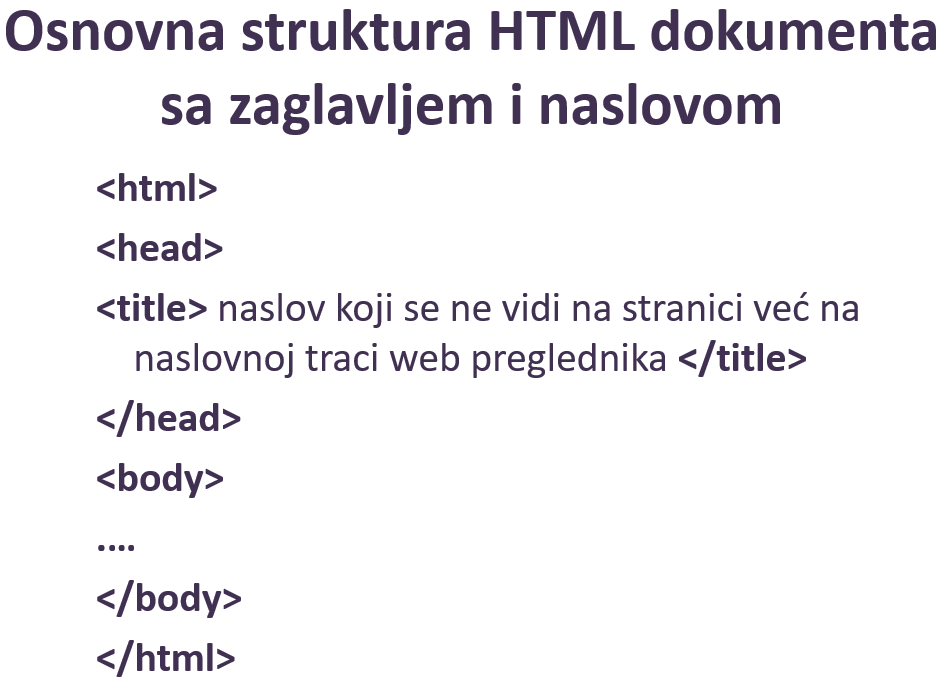 Osnovna struktura HTML dokumenta
sa zaglavljem i naslovom
<html>
<head>
<title> naslov koji se ne vidi na stranici već na
naslovnoj traci web preglednika </title>
</head>
<body>
....
</body>
</html>